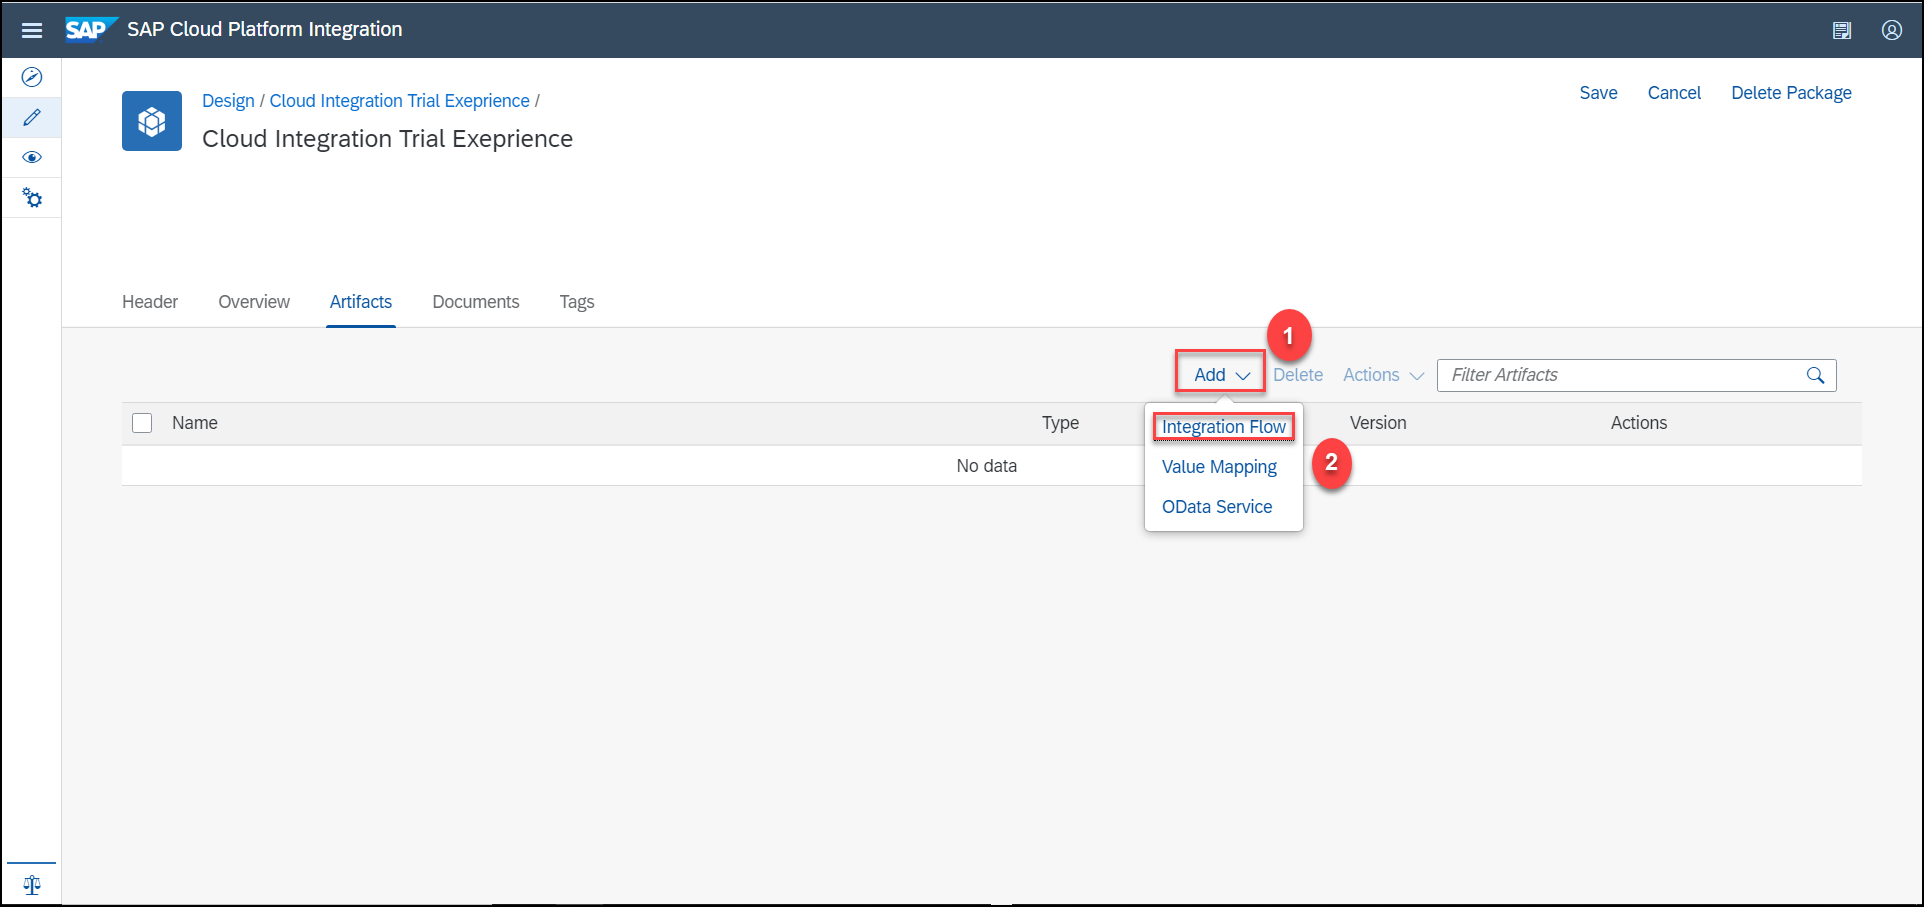 SAP SAP Cloud Platform Integration
Design / Cloud Integration Trial Exeprience /
Save Cancel Delete Package
Cloud Integration Trial Exeprience
Header Overview Artifacts Documents Tags
1
Add Delete Actions Filter Artifacts
Name Type Version Actions
Integration Flow
2
No data
Value Mapping
OData Service